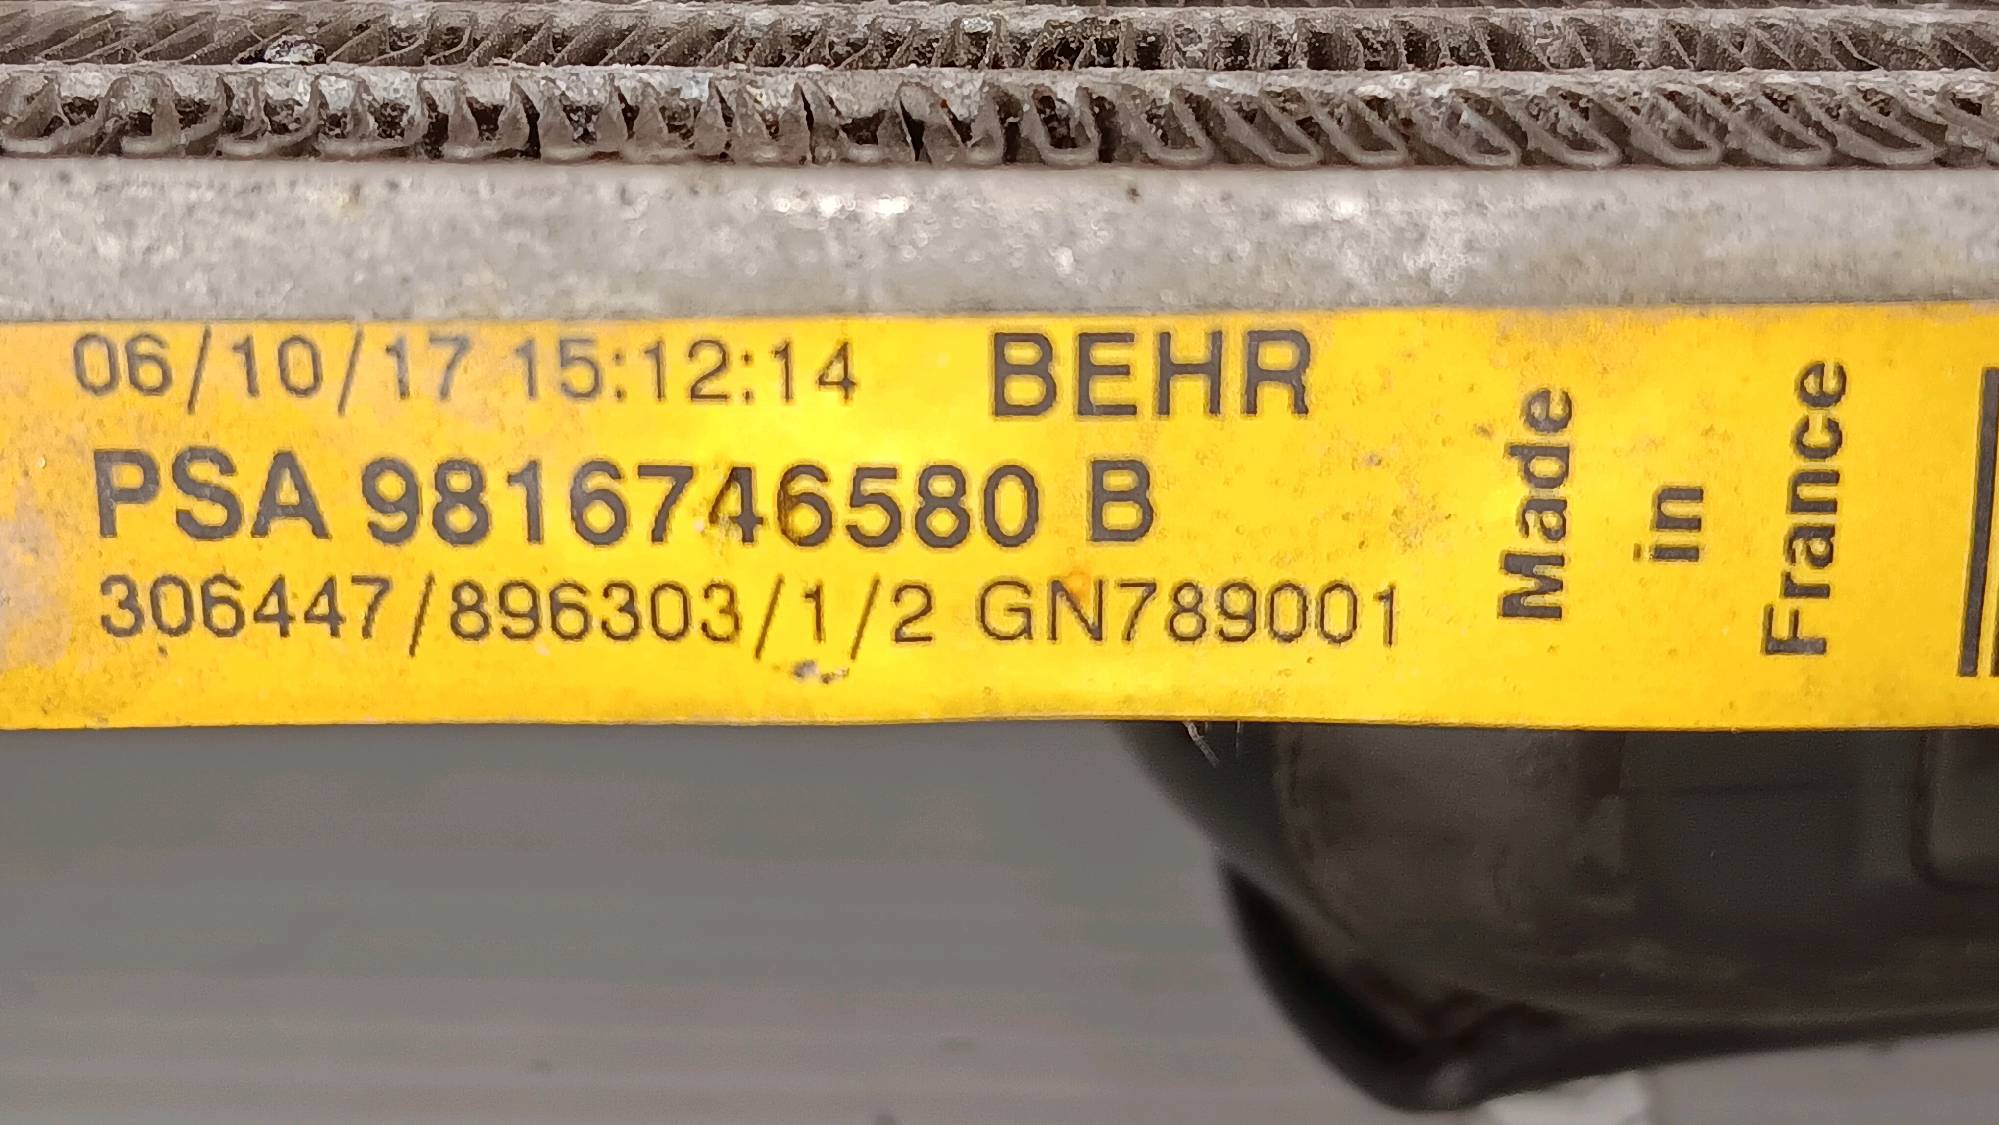 06/10/17 15:12:14 BEHR
PSA 9816746580 B
306447/896303/1/2 GN789001
Made
in
France